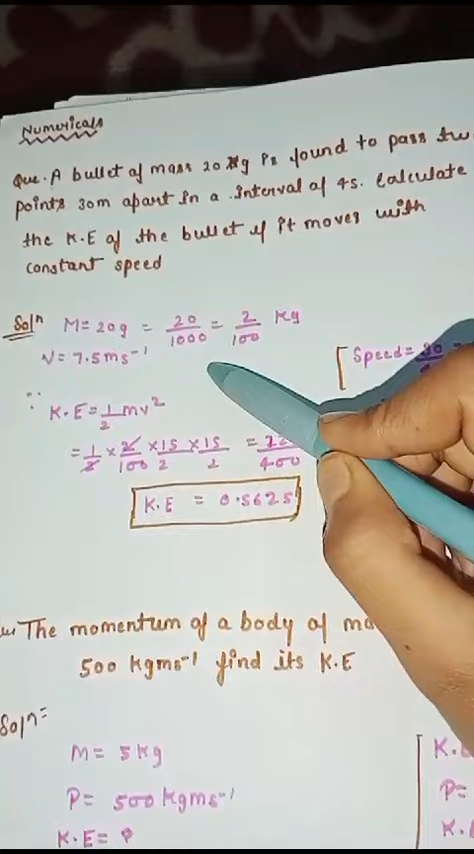 Numericals
Que. A bullet of mass 20 g is found to pass tw
points 30m apart in a interval of 4s. Calculate
the K.E of the bullet if it moves with
constant speed
Solⁿ M = 20g = 20/1000 = 2/100 Kg
V = 7.5ms⁻¹
[Speed =
∵ K.E = 1/2 mv²
= 1/2 × 2/100 × 15/2 × 15/2 = /400
K.E = 0.5625
The momentum of a body of
500 kgms⁻¹ find its K.E
Solⁿ=
M = 5kg
P = 500 Kgms⁻¹
P=
K.E = ?